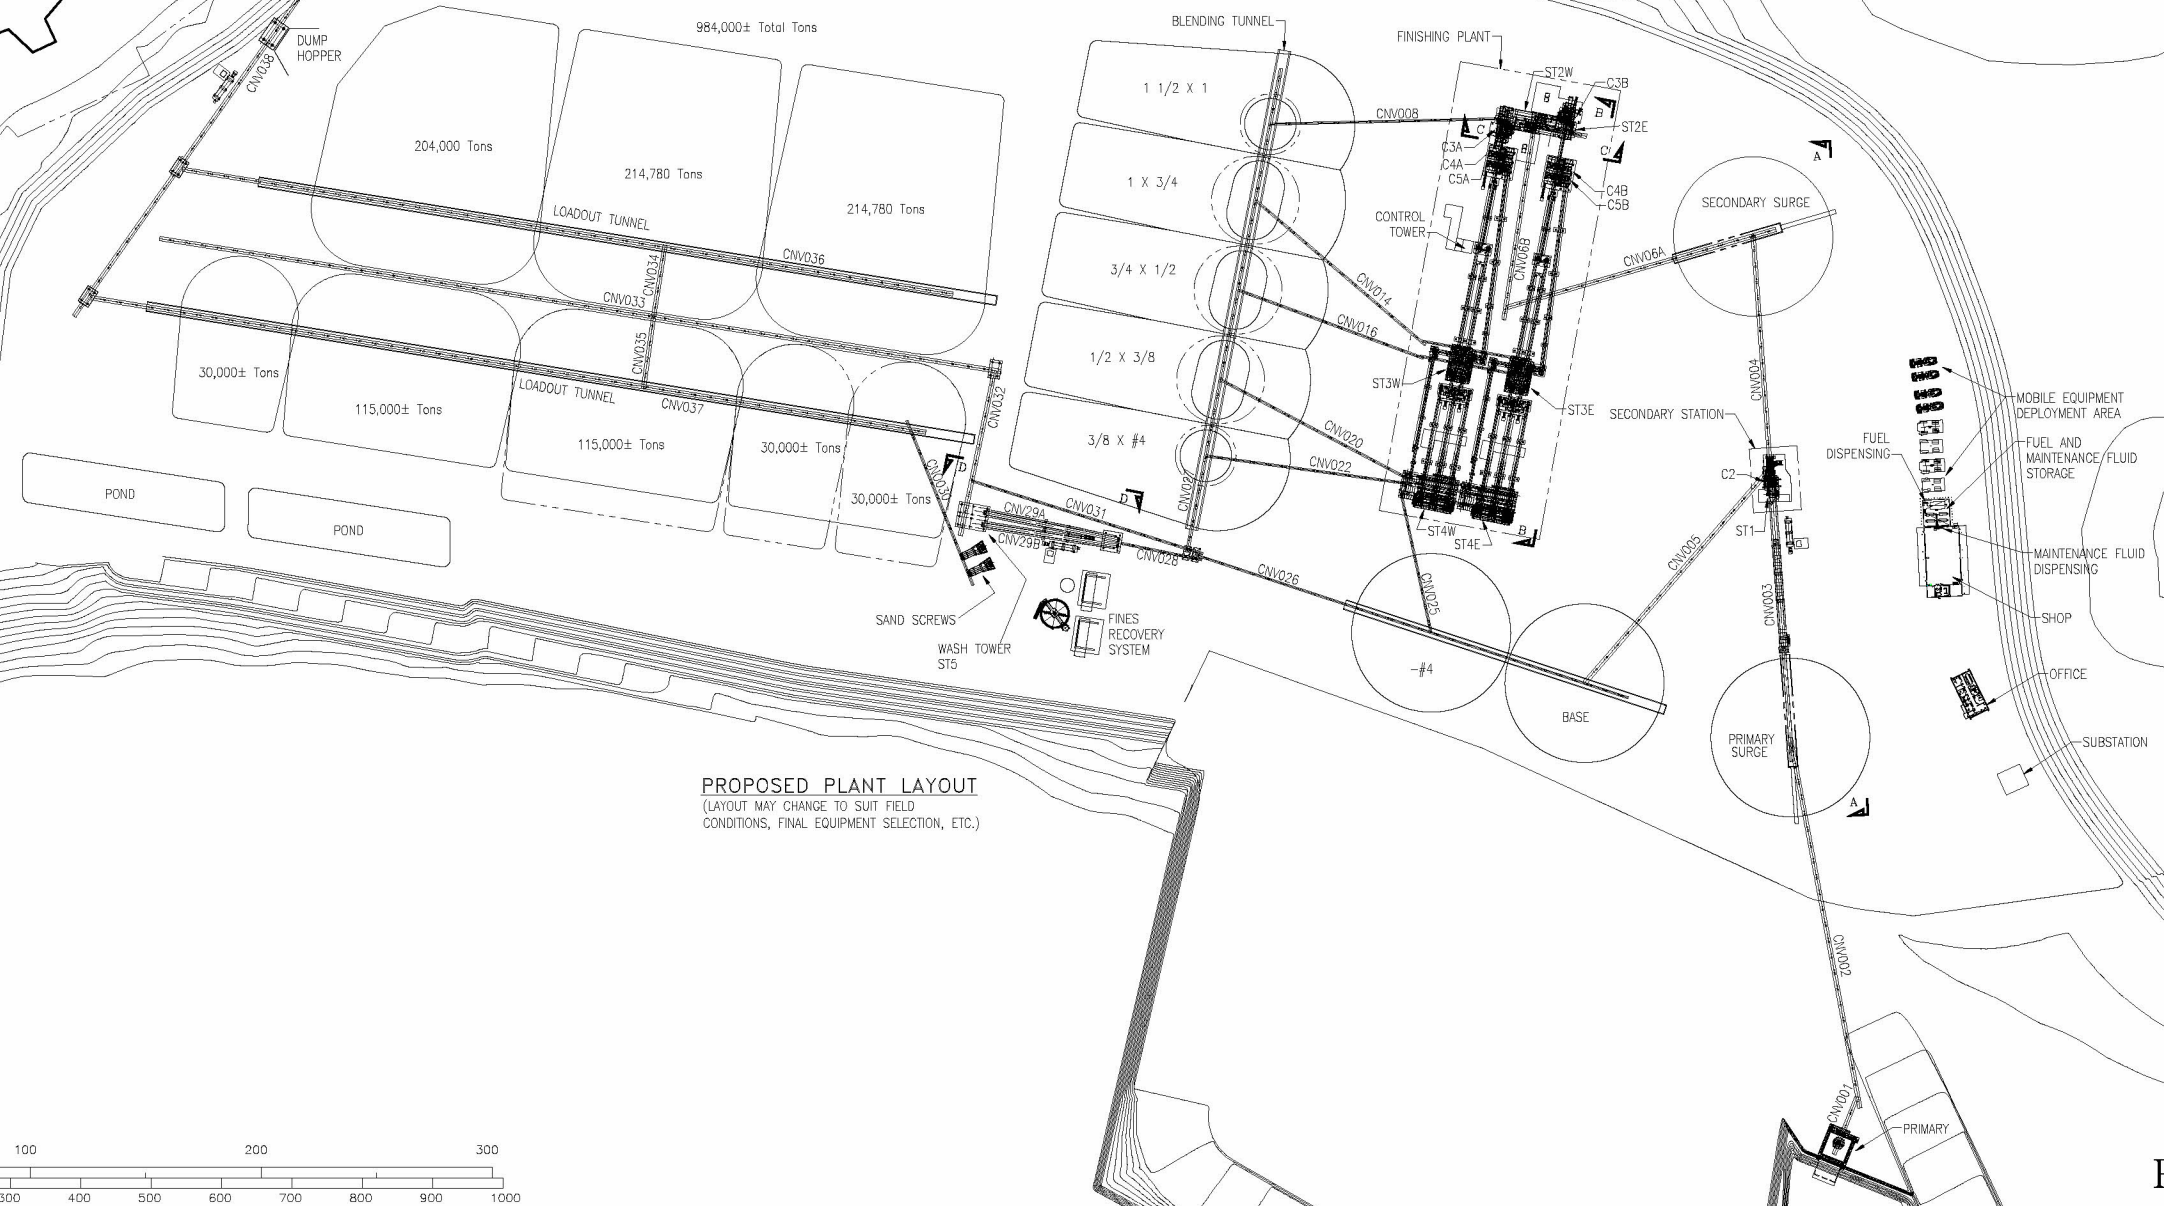 984,000± Total Tons
BLENDING TUNNEL
FINISHING PLANT
DUMP
HOPPER
CNV038
204,000 Tons
214,780 Tons
214,780 Tons
LOADOUT TUNNEL
CNV036
CNV034
CNV033
CNV035
LOADOUT TUNNEL
CNV037
CNV032
30,000± Tons
115,000± Tons
115,000± Tons
30,000± Tons
30,000± Tons
POND
POND
CNV030
D
D
CNV031
CNV29A
CNV29B
CNV028
SAND SCREWS
WASH TOWER
ST5
FINES
RECOVERY
SYSTEM
1 1/2 X 1
1 X 3/4
3/4 X 1/2
1/2 X 3/8
3/8 X #4
CNV008
CNV014
CNV016
CNV020
CNV022
CNV025
CNV026
ST2W
C3B
B
ST2E
C
C
C3A
C4A
C5A
C4B
C5B
B
B
CONTROL
TOWER
CNV06B
CNV06A
ST3W
ST3E
ST4W
ST4E
B
SECONDARY SURGE
A
CNV004
SECONDARY STATION
C2
ST1
CNV005
CNV003
-#4
BASE
PRIMARY
SURGE
A
MOBILE EQUIPMENT
DEPLOYMENT AREA
FUEL
DISPENSING
FUEL AND
MAINTENANCE FLUID
STORAGE
MAINTENANCE FLUID
DISPENSING
SHOP
OFFICE
SUBSTATION
CNV002
CNV001
PRIMARY
PROPOSED PLANT LAYOUT
(LAYOUT MAY CHANGE TO SUIT FIELD
CONDITIONS, FINAL EQUIPMENT SELECTION, ETC.)
100 200 300
300 400 500 600 700 800 900 1000